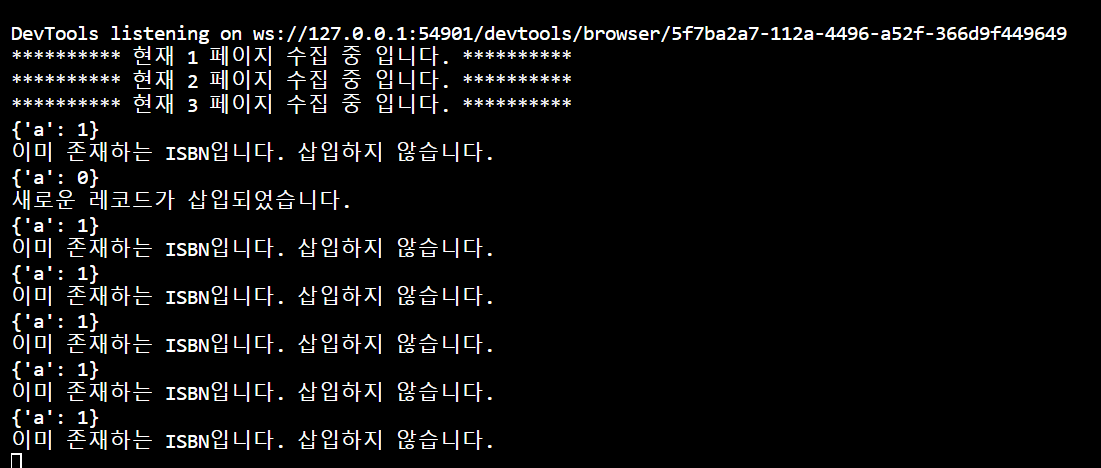 DevTools listening on ws://127.0.0.1:54901/devtools/browser/5f7ba2a7-112a-4496-a52f-366d9f449649
********** 현재 1 페이지 수집 중 입니다. **********
********** 현재 2 페이지 수집 중 입니다. **********
********** 현재 3 페이지 수집 중 입니다. **********
{'a': 1}
이미 존재하는 ISBN입니다. 삽입하지 않습니다.
{'a': 0}
새로운 레코드가 삽입되었습니다.
{'a': 1}
이미 존재하는 ISBN입니다. 삽입하지 않습니다.
{'a': 1}
이미 존재하는 ISBN입니다. 삽입하지 않습니다.
{'a': 1}
이미 존재하는 ISBN입니다. 삽입하지 않습니다.
{'a': 1}
이미 존재하는 ISBN입니다. 삽입하지 않습니다.
{'a': 1}
이미 존재하는 ISBN입니다. 삽입하지 않습니다.